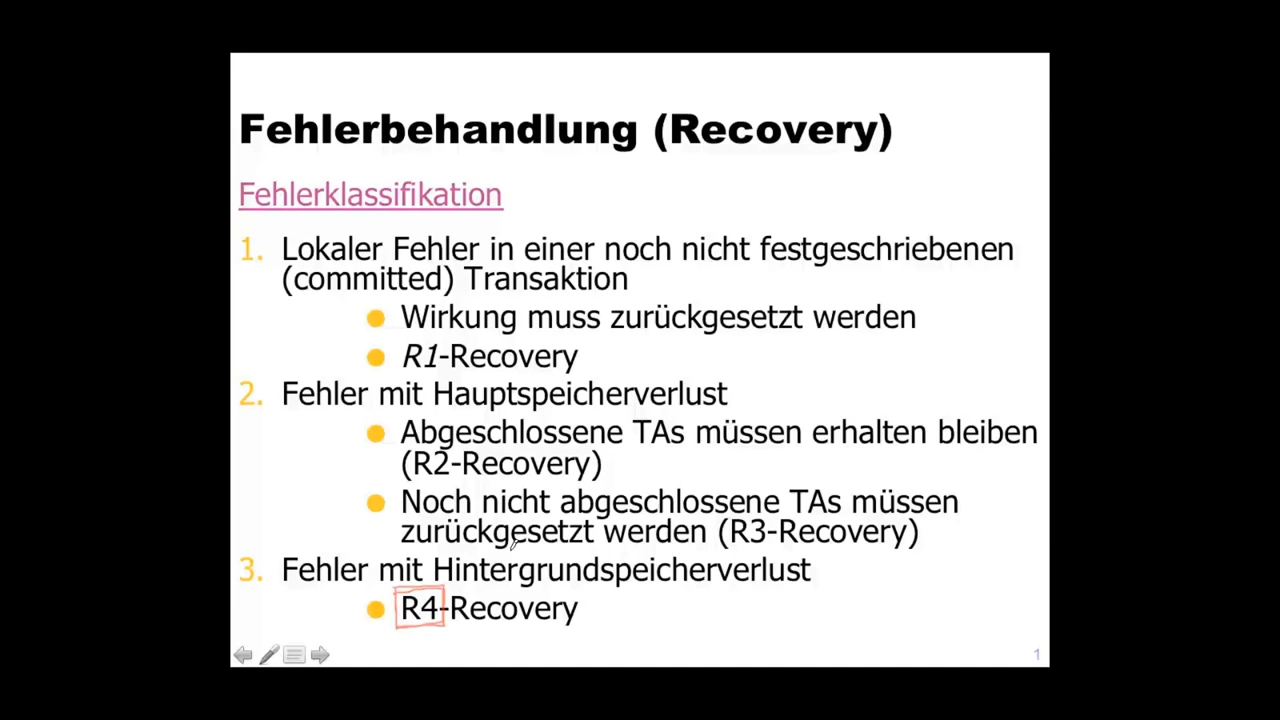 Fehlerbehandlung (Recovery)
Fehlerklassifikation
1. Lokaler Fehler in einer noch nicht festgeschriebenen
(committed) Transaktion
Wirkung muss zurückgesetzt werden
R1-Recovery
2. Fehler mit Hauptspeicherverlust
Abgeschlossene TAs müssen erhalten bleiben
(R2-Recovery)
Noch nicht abgeschlossene TAs müssen
zurückgesetzt werden (R3-Recovery)
3. Fehler mit Hintergrundspeicherverlust
R4-Recovery
1